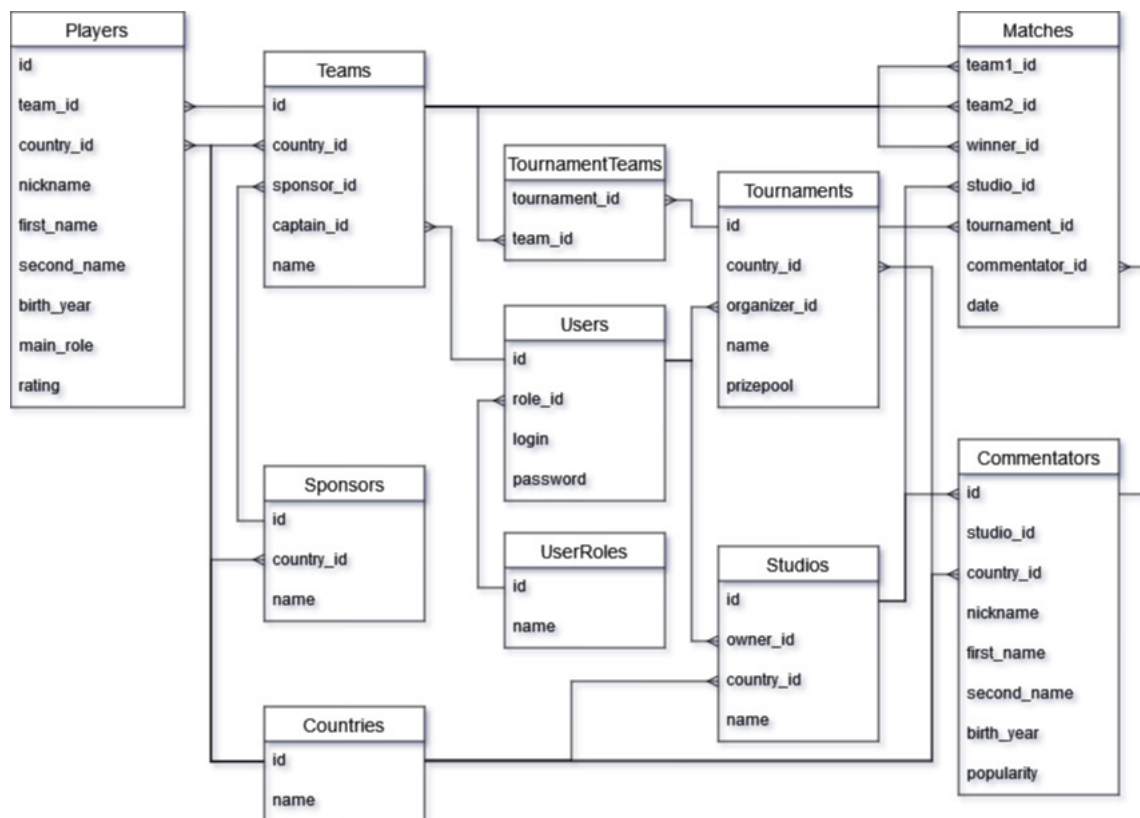 Players
id
team_id
country_id
nickname
first_name
second_name
birth_year
main_role
rating
Teams
id
country_id
sponsor_id
captain_id
name
Sponsors
id
country_id
name
Countries
id
name
TournamentTeams
tournament_id
team_id
Users
id
role_id
login
password
UserRoles
id
name
Tournaments
id
country_id
organizer_id
name
prizepool
Studios
id
owner_id
country_id
name
Matches
team1_id
team2_id
winner_id
studio_id
tournament_id
commentator_id
date
Commentators
id
studio_id
country_id
nickname
first_name
second_name
birth_year
popularity